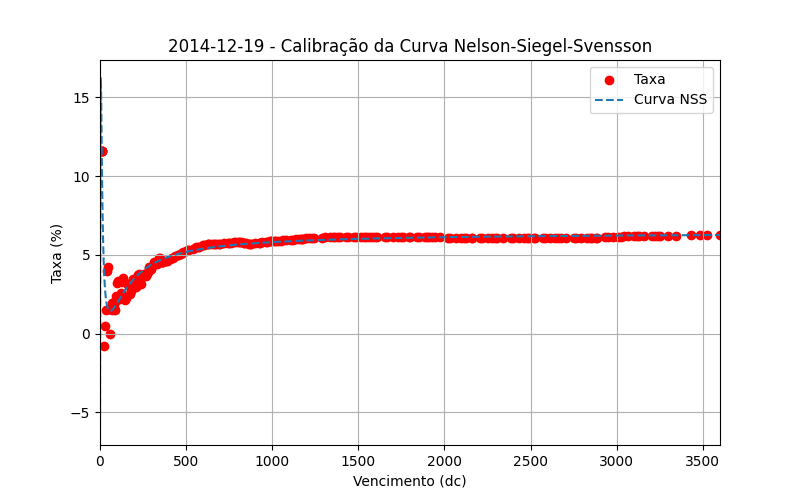 2014-12-19 - Calibração da Curva Nelson-Siegel-Svensson
Taxa
Curva NSS
15
10
5
0
−5
Taxa (%)
0 500 1000 1500 2000 2500 3000 3500
Vencimento (dc)